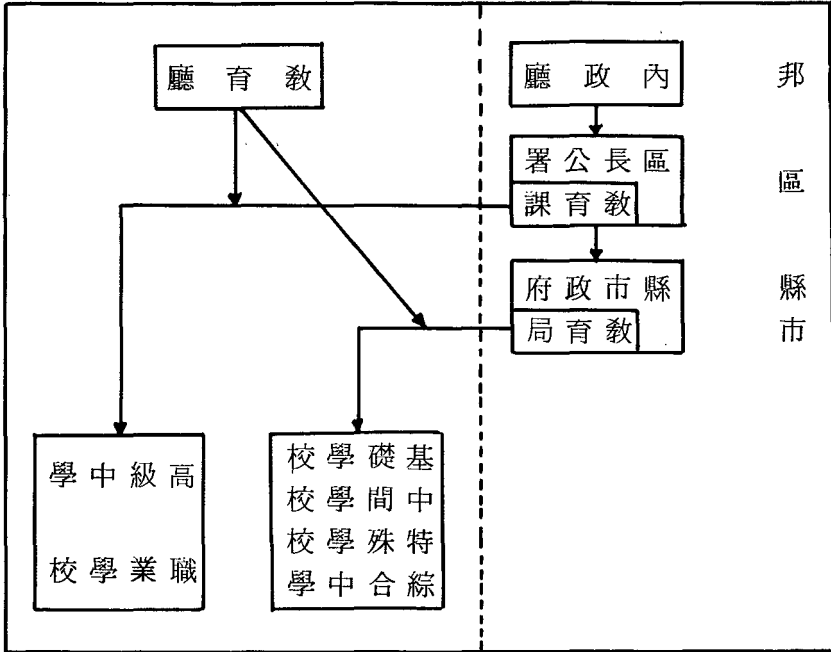 邦
內政廳
教育廳
區
區長公署
教育課
縣市
縣市政府
教育局
基礎學校
中間學校
特殊學校
綜合中學
高級中學
職業學校